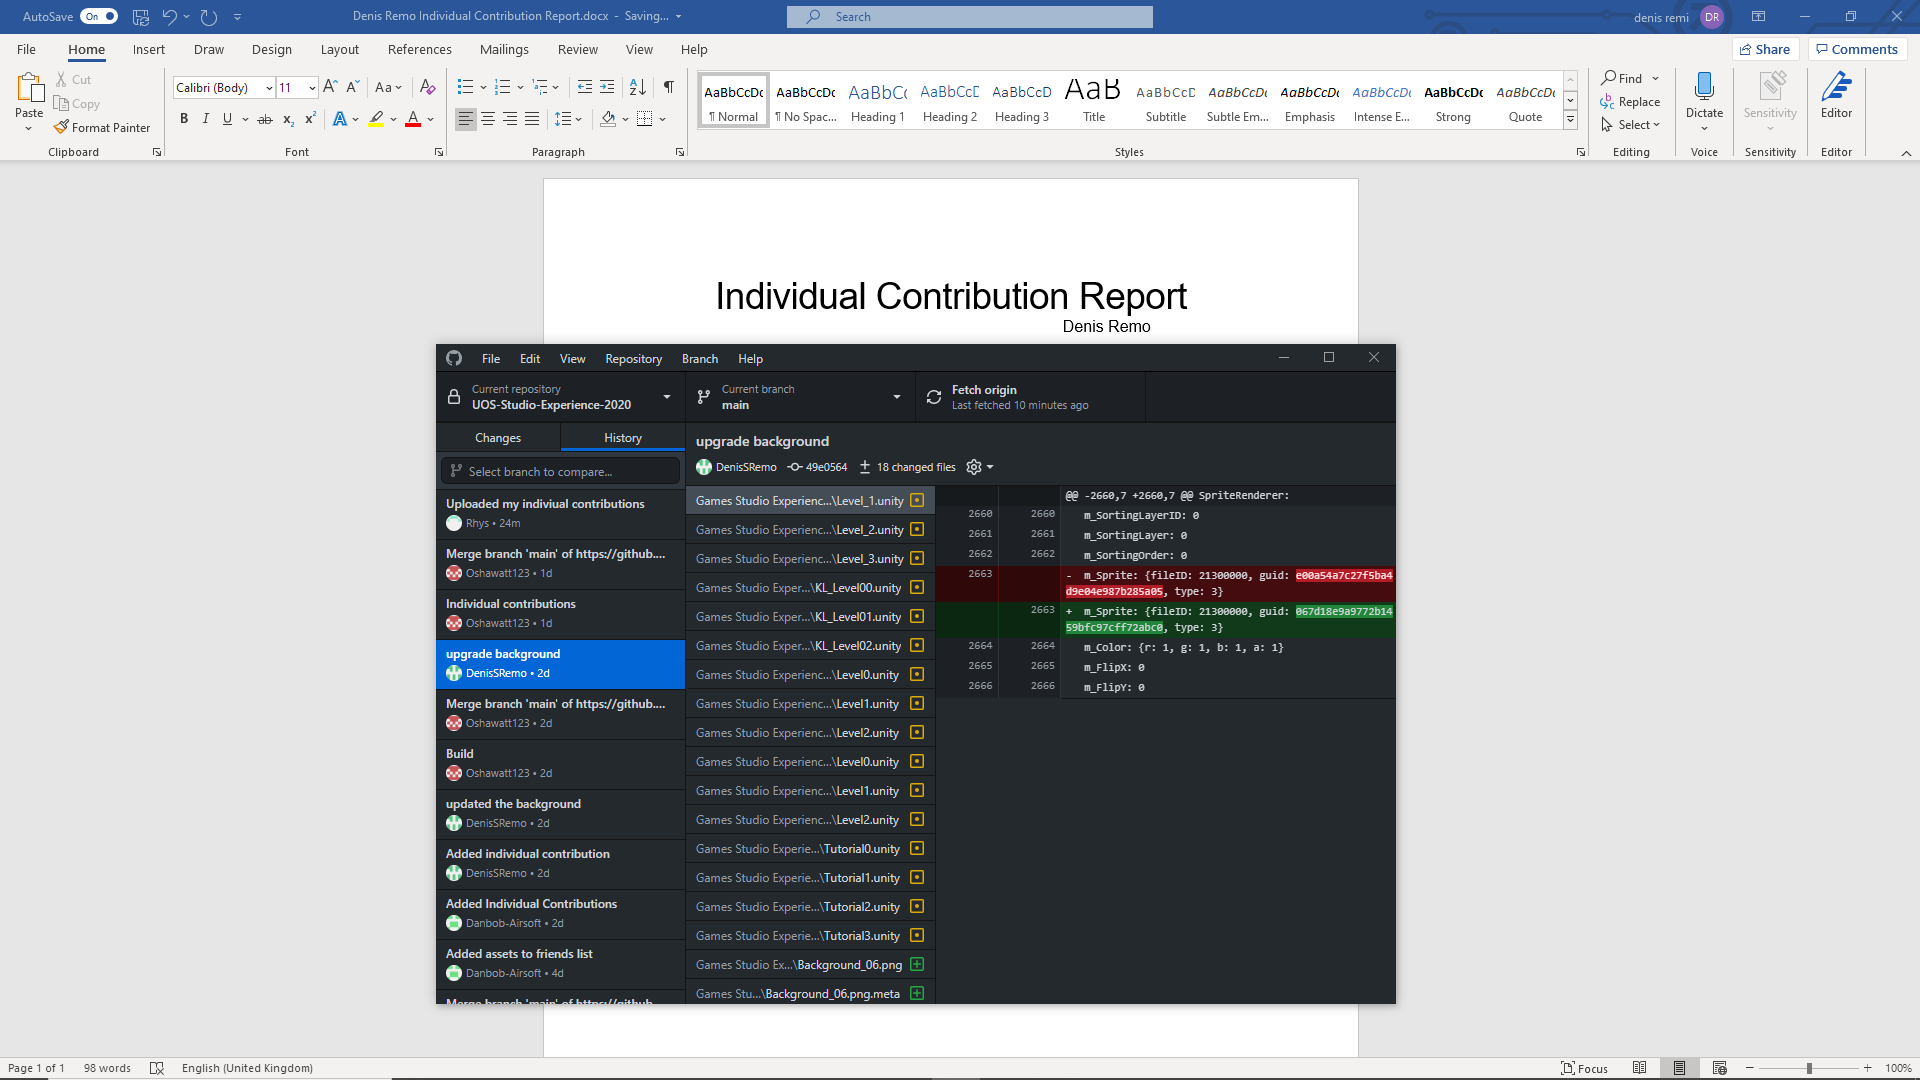 AutoSave On
Denis Remo Individual Contribution Report.docx - Saving...
Search
denis remi DR
File Home Insert Draw Design Layout References Mailings Review View Help
Share Comments
Paste
Cut
Copy
Format Painter
Clipboard
Calibri (Body) 11
Font
Paragraph
AaBbCcDc ¶ Normal
AaBbCcDc ¶ No Spac...
AaBbCc Heading 1
AaBbCcD Heading 2
AaBbCcD Heading 3
AaB Title
AaBbCcD Subtitle
AaBbCcDc Subtle Em...
AaBbCcDc Emphasis
AaBbCcDc Intense E...
AaBbCcDc Strong
AaBbCcDc Quote
Styles
Find
Replace
Select
Editing
Dictate
Voice
Sensitivity
Sensitivity
Editor
Editor
Individual Contribution Report
Denis Remo
File Edit View Repository Branch Help
Current repository
UOS-Studio-Experience-2020
Current branch
main
Fetch origin
Last fetched 10 minutes ago
Changes History
Select branch to compare...
Uploaded my indiviual contributions
Rhys • 24m
Merge branch 'main' of https://github....
Oshawatt123 • 1d
Individual contributions
Oshawatt123 • 1d
upgrade background
DenisSRemo • 2d
Merge branch 'main' of https://github....
Oshawatt123 • 2d
Build
Oshawatt123 • 2d
updated the background
DenisSRemo • 2d
Added individual contribution
DenisSRemo • 2d
Added Individual Contributions
Danbob-Airsoft • 2d
Added assets to friends list
Danbob-Airsoft • 4d
Merge branch 'main' of https://github
upgrade background
DenisSRemo 49e0564 18 changed files
Games Studio Experienc...\Level_1.unity
Games Studio Experienc...\Level_2.unity
Games Studio Experienc...\Level_3.unity
Games Studio Exper...\KL_Level00.unity
Games Studio Exper...\KL_Level01.unity
Games Studio Exper...\KL_Level02.unity
Games Studio Experienc...\Level0.unity
Games Studio Experienc...\Level1.unity
Games Studio Experienc...\Level2.unity
Games Studio Experienc...\Level0.unity
Games Studio Experienc...\Level1.unity
Games Studio Experienc...\Level2.unity
Games Studio Experie...\Tutorial0.unity
Games Studio Experie...\Tutorial1.unity
Games Studio Experie...\Tutorial2.unity
Games Studio Experie...\Tutorial3.unity
Games Studio Ex...\Background_06.png
Games Stu...\Background_06.png.meta
@@ -2660,7 +2660,7 @@ SpriteRenderer:
2660 2660 m_SortingLayerID: 0
2661 2661 m_SortingLayer: 0
2662 2662 m_SortingOrder: 0
2663 - m_Sprite: {fileID: 21300000, guid: e00a54a7c27f5ba4
d9e04e987b285a05, type: 3}
2663 + m_Sprite: {fileID: 21300000, guid: 067d18e9a9772b14
59bfc97cff72abc0, type: 3}
2664 2664 m_Color: {r: 1, g: 1, b: 1, a: 1}
2665 2665 m_FlipX: 0
2666 2666 m_FlipY: 0
Page 1 of 1 98 words English (United Kingdom)
Focus 100%